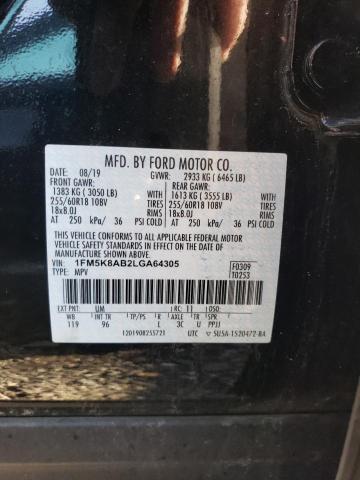 MFD. BY FORD MOTOR CO.
DATE: 08/19 GVWR: 2933 KG ( 6465 LB)
FRONT GAWR: REAR GAWR:
1383 KG ( 3050 LB) 1613 KG ( 3555 LB)
255/60R18 108V TIRES 255/60R18 108V TIRES
18x8.0J RIMS 18x8.0J RIMS
AT 250 kPa/ 36 PSI COLD AT 250 kPa/ 36 PSI COLD
THIS VEHICLE CONFORMS TO ALL APPLICABLE FEDERAL MOTOR
VEHICLE SAFETY AND THEFT PREVENTION STANDARDS IN EFFECT ON THE DATE OF
MANUFACTURE SHOWN ABOVE.
VIN: 1FM5K8AB2LGA64305 F0309
TYPE: MPV T0253
EXT PNT: UM RC: 11 DSO:
WB INT TR TP/PS R AXLE TR SPR
119 96 L 3C U PPJJ
1201908255721 UTC 5U5A-1520472-BA